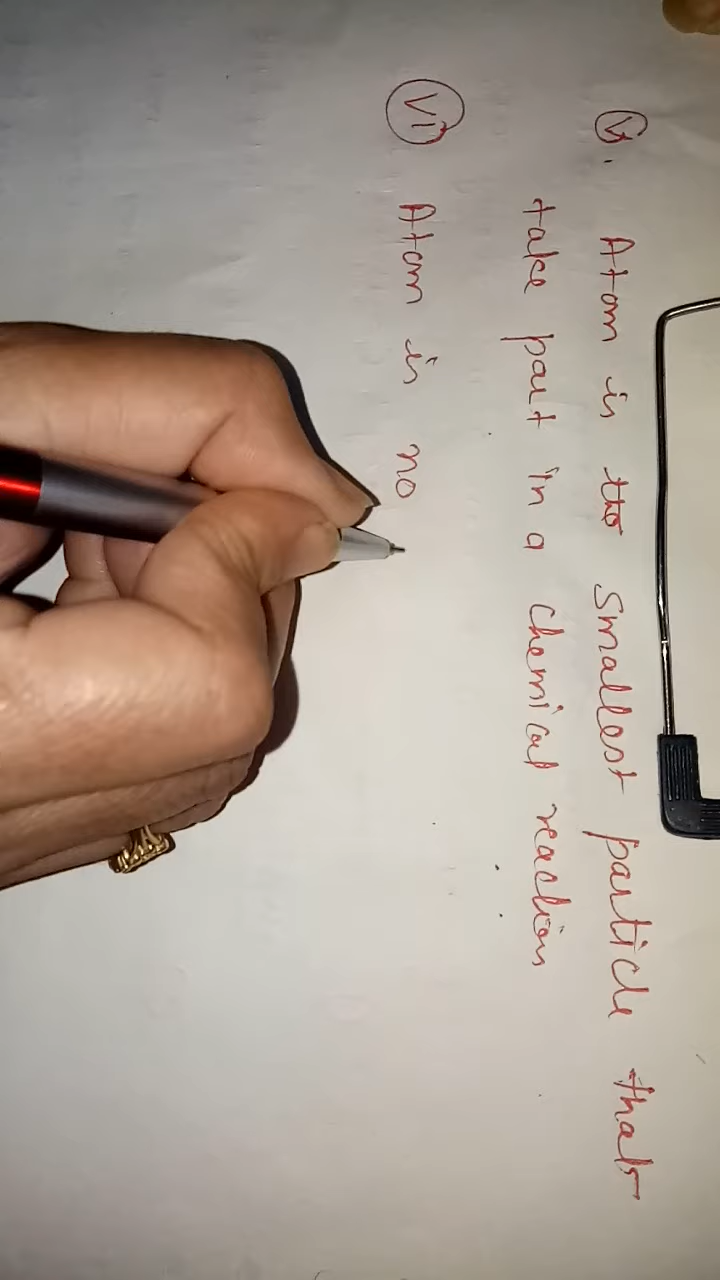 (v). Atom is the smallest particle that
take part in a chemical reaction
(vi) Atom is no